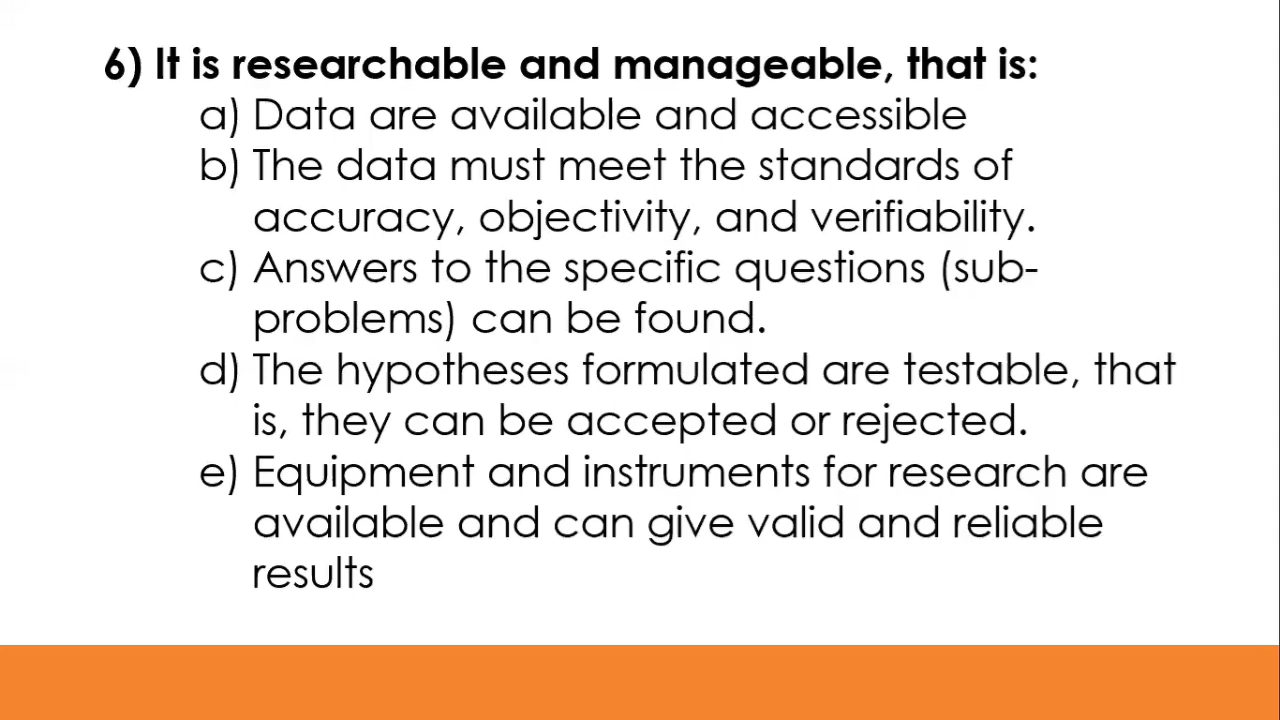 6) It is researchable and manageable, that is:
a) Data are available and accessible
b) The data must meet the standards of
accuracy, objectivity, and verifiability.
c) Answers to the specific questions (sub-
problems) can be found.
d) The hypotheses formulated are testable, that
is, they can be accepted or rejected.
e) Equipment and instruments for research are
available and can give valid and reliable
results